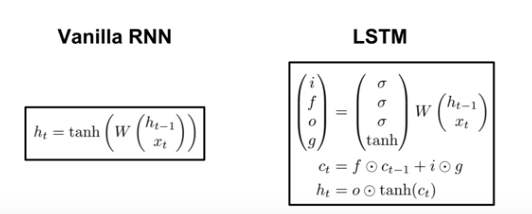 Vanilla RNN
h_t = tanh ( W ( h_{t-1} x_t ) )
LSTM
( i f o g ) = ( σ σ σ tanh ) W ( h_{t-1} x_t )
c_t = f ⊙ c_{t-1} + i ⊙ g
h_t = o ⊙ tanh(c_t)